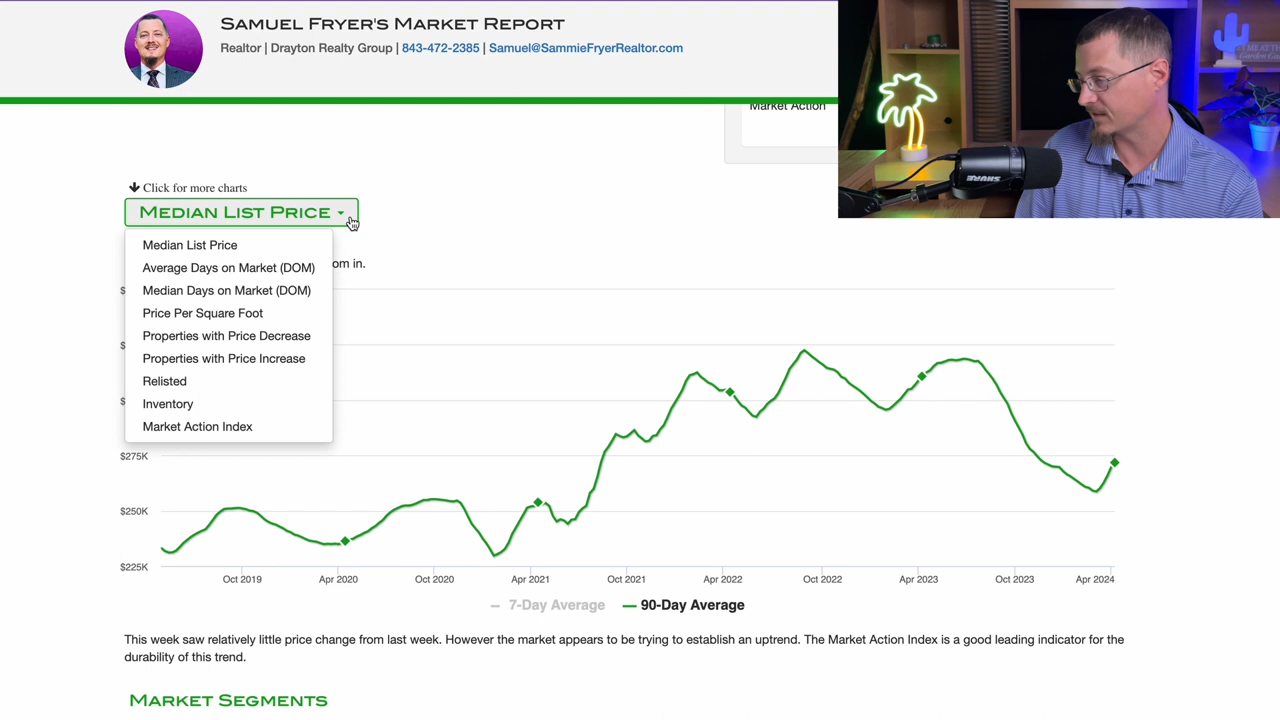 SAMUEL FRYER'S MARKET REPORT
Realtor | Drayton Realty Group | 843-472-2385 | Samuel@SammieFryerRealtor.com
Market Action
Click for more charts
MEDIAN LIST PRICE
Median List Price
Average Days on Market (DOM)
om in.
Median Days on Market (DOM)
Price Per Square Foot
Properties with Price Decrease
Properties with Price Increase
Relisted
Inventory
Market Action Index
$275K
$250K
$225K
Oct 2019 Apr 2020 Oct 2020 Apr 2021 Oct 2021 Apr 2022 Oct 2022 Apr 2023 Oct 2023 Apr 2024
7-Day Average 90-Day Average
This week saw relatively little price change from last week. However the market appears to be trying to establish an uptrend. The Market Action Index is a good leading indicator for the
durability of this trend.
MARKET SEGMENTS
SHURE